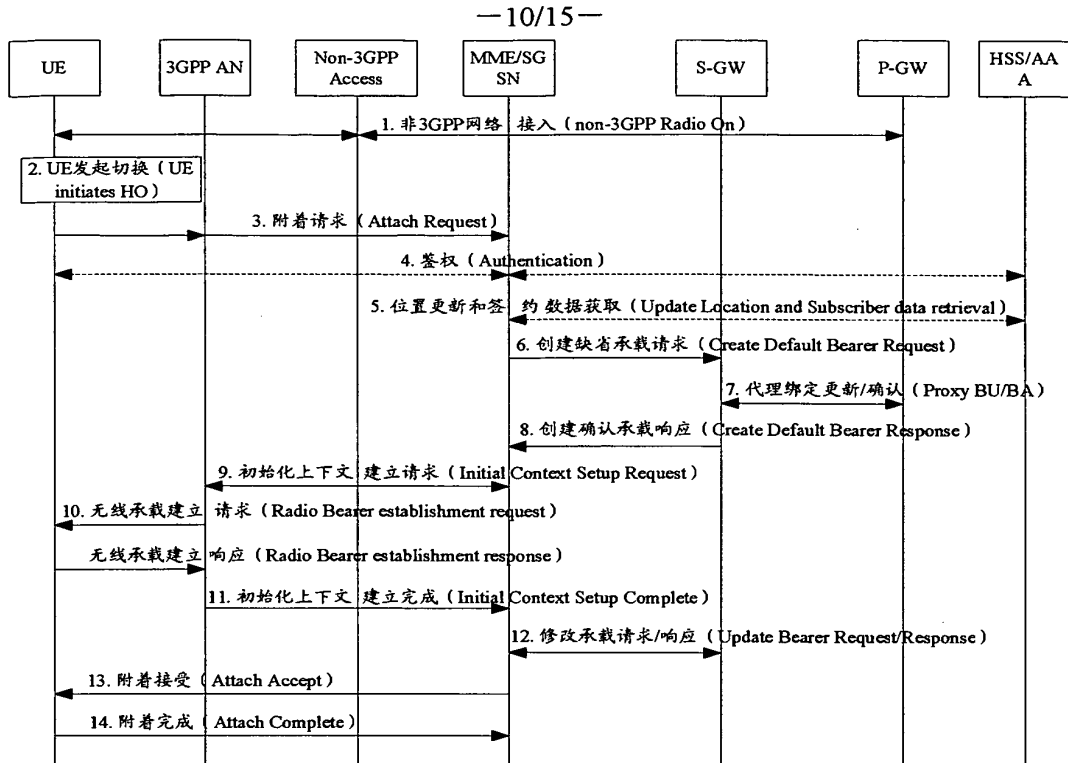 —10/15—
UE
3GPP AN
Non-3GPP
Access
MME/SG
SN
S-GW
P-GW
HSS/AA
A
1. 非3GPP网络 接入（non-3GPP Radio On）
2. UE发起切换（UE
initiates HO）
3. 附着请求（Attach Request）
4. 鉴权（Authentication）
5. 位置更新和签 约 数据获取（Update Location and Subscriber data retrieval）
6. 创建缺省承载请求（Create Default Bearer Request）
7. 代理绑定更新/确认（Proxy BU/BA）
8. 创建确认承载响应（Create Default Bearer Response）
9. 初始化上下文 建立请求（Initial Context Setup Request）
10. 无线承载建立 请求（Radio Bearer establishment request）
无线承载建立 响应（Radio Bearer establishment response）
11. 初始化上下文 建立完成（Initial Context Setup Complete）
12. 修改承载请求/响应（Update Bearer Request/Response）
13. 附着接受（Attach Accept）
14. 附着完成（Attach Complete）